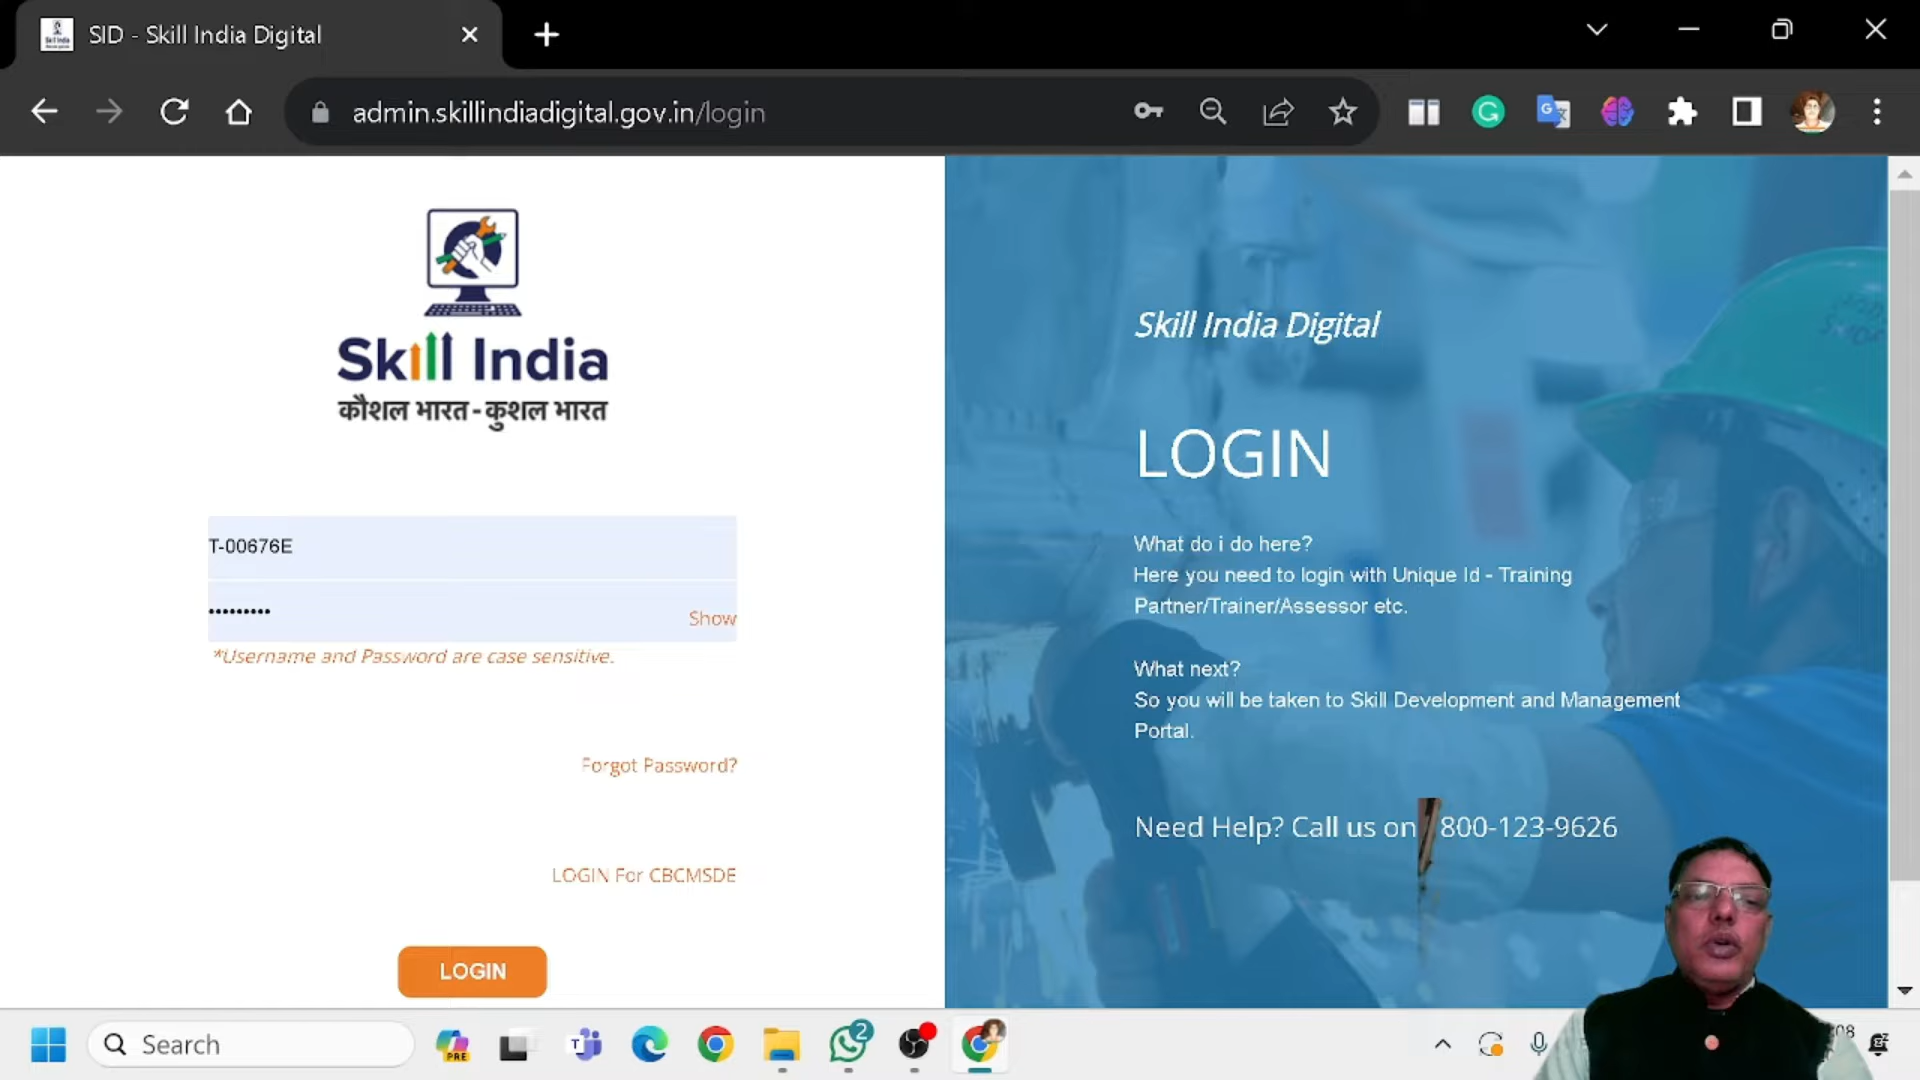 SID - Skill India Digital
admin.skillindiadigital.gov.in/login
Skill India
कौशल भारत - कुशल भारत
T-00676E
•••••••••
Show
*Username and Password are case sensitive.
Forgot Password?
LOGIN For CBCMSDE
LOGIN
Skill India Digital
LOGIN
What do i do here?
Here you need to login with Unique Id - Training
Partner/Trainer/Assessor etc.
What next?
So you will be taken to Skill Development and Management
Portal.
Need Help? Call us on 800-123-9626
Search
PRE
2